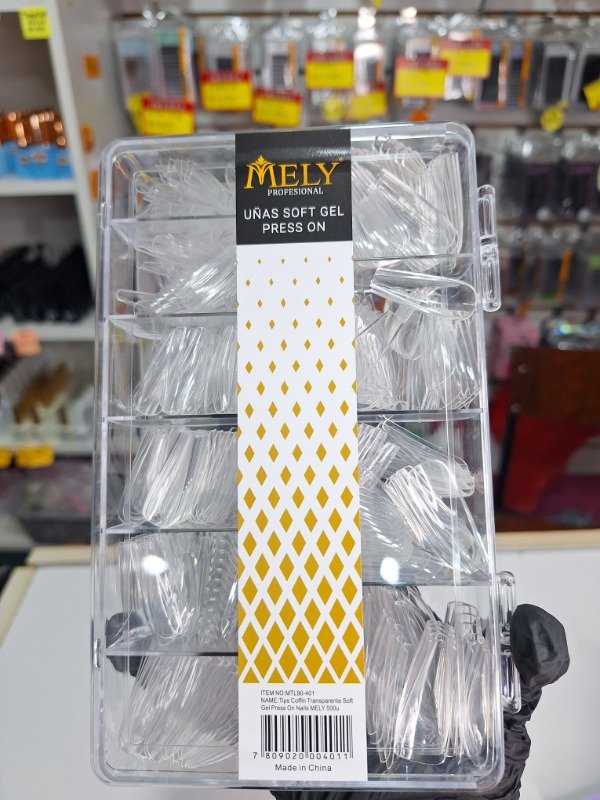 MELY
PROFESIONAL
UÑAS SOFT GEL
PRESS ON
ITEM NO:MTL90-401
NAME:Tips Coffin Transparente Soft
Gel Press On Nails MELY 500u
7 809020 004011
Made in China